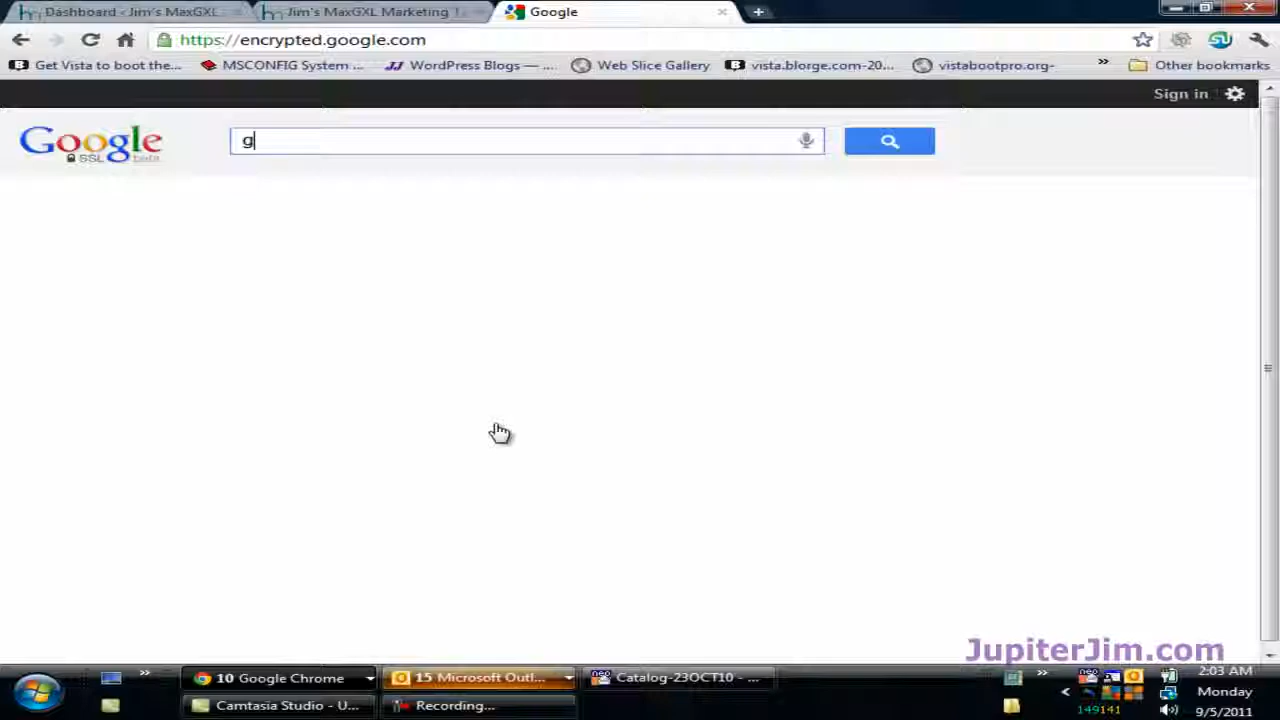 Dashboard ‹ Jim's MaxGXL
Jim's MaxGXL Marketing T
Google
https://encrypted.google.com
Get Vista to boot the...
MSCONFIG System ...
WordPress Blogs — ....
Web Slice Gallery
vista.blorge.com-20...
vistabootpro.org-
Other bookmarks
Sign in
Google
SSL beta
g
JupiterJim.com
10 Google Chrome
15 Microsoft Outl...
Catalog-23OCT10 - ...
2:03 AM
Monday
Camtasia Studio - U...
Recording...
149141
9/5/2011